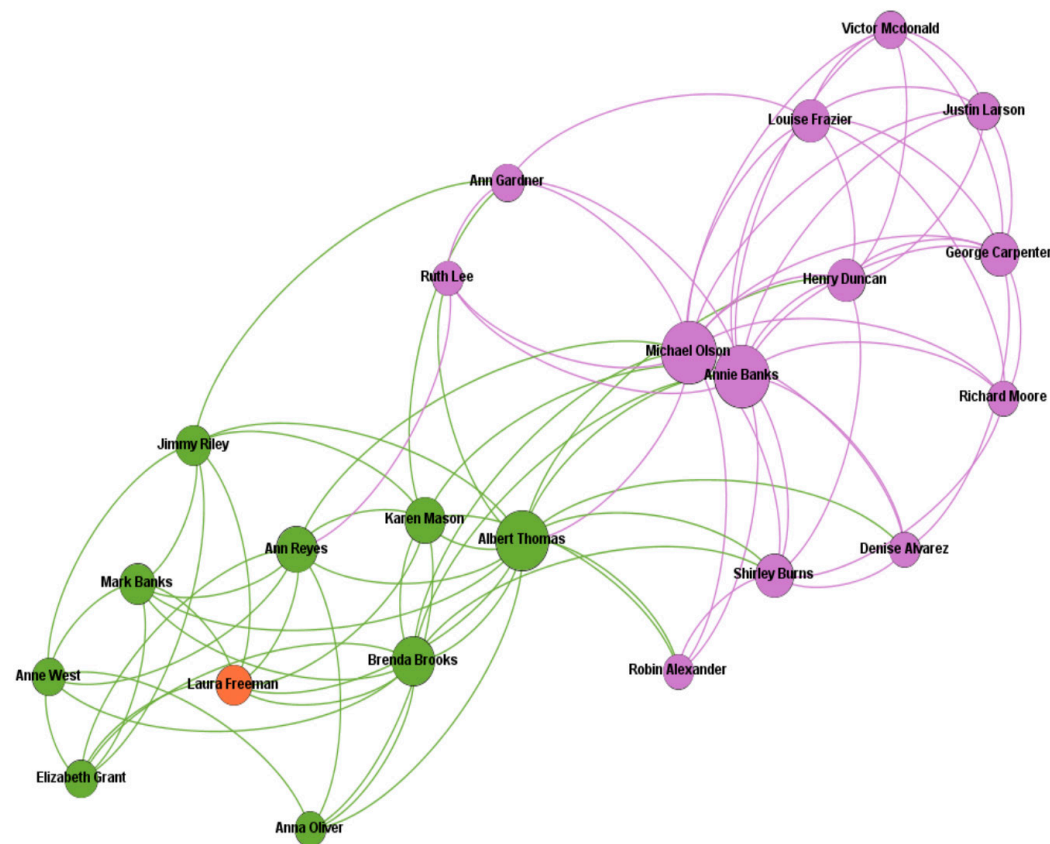 Victor Mcdonald
Justin Larson
Louise Frazier
Ann Gardner
George Carpenter
Ruth Lee
Henry Duncan
Michael Olson
Annie Banks
Richard Moore
Jimmy Riley
Karen Mason
Albert Thomas
Ann Reyes
Denise Alvarez
Shirley Burns
Mark Banks
Brenda Brooks
Robin Alexander
Anne West
Laura Freeman
Elizabeth Grant
Anna Oliver